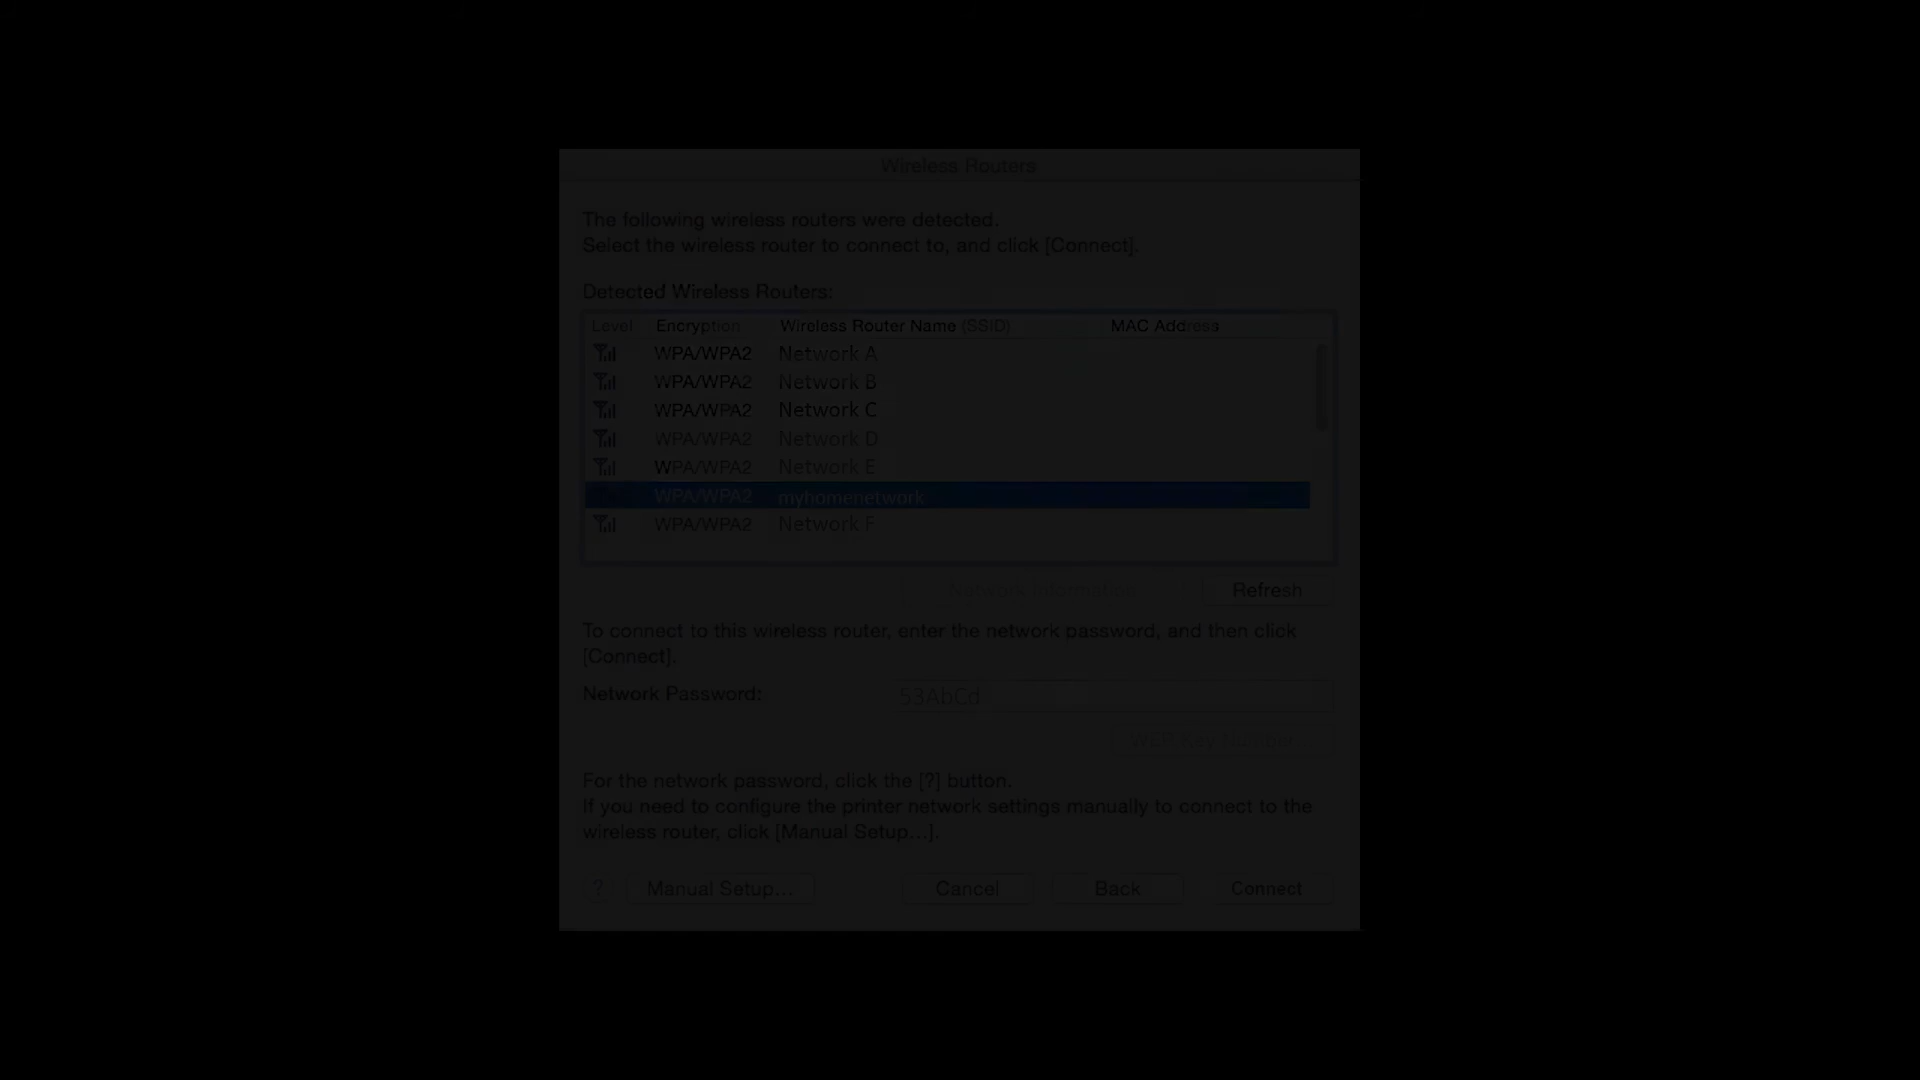 Wireless Routers
The following wireless routers were detected.
Select the wireless router to connect to, and click [Connect].
Detected Wireless Routers:
Level Encryption Wireless Router Name (SSID) MAC Address
WPA/WPA2 Network A
WPA/WPA2 Network B
WPA/WPA2 Network C
WPA/WPA2 Network D
WPA/WPA2 Network E
WPA/WPA2 myhomenetwork
WPA/WPA2 Network F
Network Information Refresh
To connect to this wireless router, enter the network password, and then click
[Connect].
Network Password: 53AbCd
WEP Key Number
For the network password, click the [?] button.
If you need to configure the printer network settings manually to connect to the
wireless router, click [Manual Setup...].
? Manual Setup... Cancel Back Connect